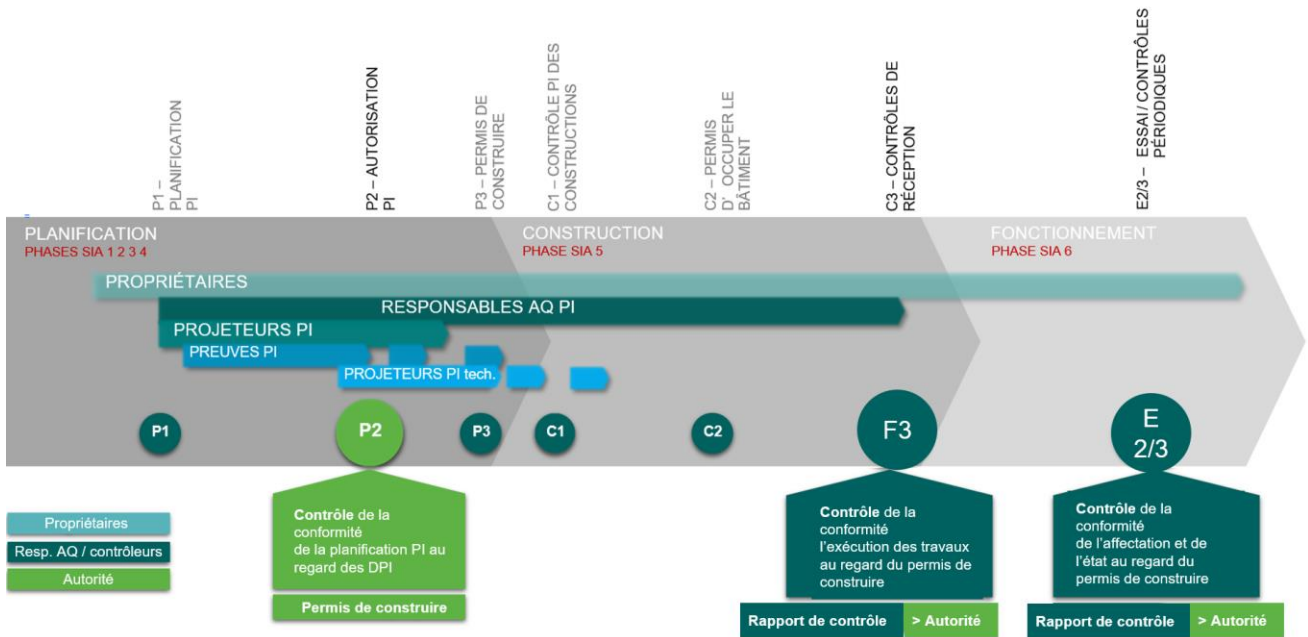 P1 –
PLANIFICATION
PI
P2 – AUTORISATION
PI
P3 – PERMIS DE
CONSTRUIRE
C1 – CONTRÔLE PI DES
CONSTRUCTIONS
C2 – PERMIS
D' OCCUPER LE
BÂTIMENT
C3 – CONTRÔLES DE
RÉCEPTION
E2/3 – ESSAI / CONTRÔLES
PÉRIODIQUES
PLANIFICATION
PHASES SIA 1 2 3 4
CONSTRUCTION
PHASE SIA 5
FONCTIONNEMENT
PHASE SIA 6
PROPRIÉTAIRES
RESPONSABLES AQ PI
PROJETEURS PI
PREUVES PI
PROJETEURS PI tech.
P1
P2
P3
C1
C2
F3
E
2/3
Propriétaires
Resp. AQ / contrôleurs
Autorité
Contrôle de la
conformité
de la planification PI au
regard des DPI
Permis de construire
Contrôle de la
conformité
l'exécution des travaux
au regard du permis de
construire
Rapport de contrôle > Autorité
Contrôle de la
conformité
de l'affectation et de
l'état au regard du
permis de construire
Rapport de contrôle > Autorité